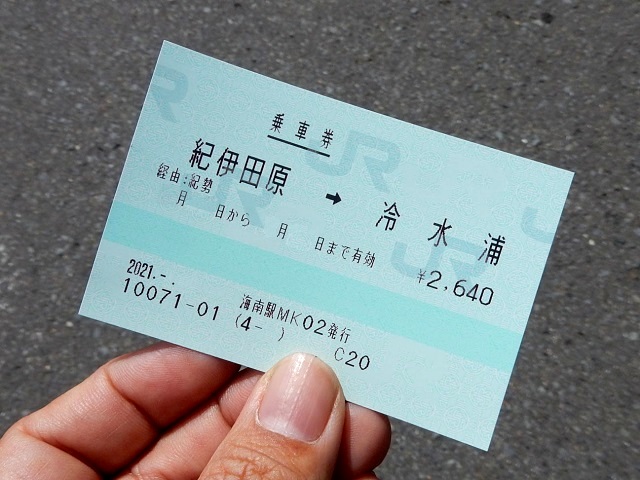 乗車券
紀伊田原 → 冷水浦
経由:紀勢
月 日から 月 日まで有効
¥2,640
2021.-.
海南駅MK02発行
10071-01 (4- ) C20